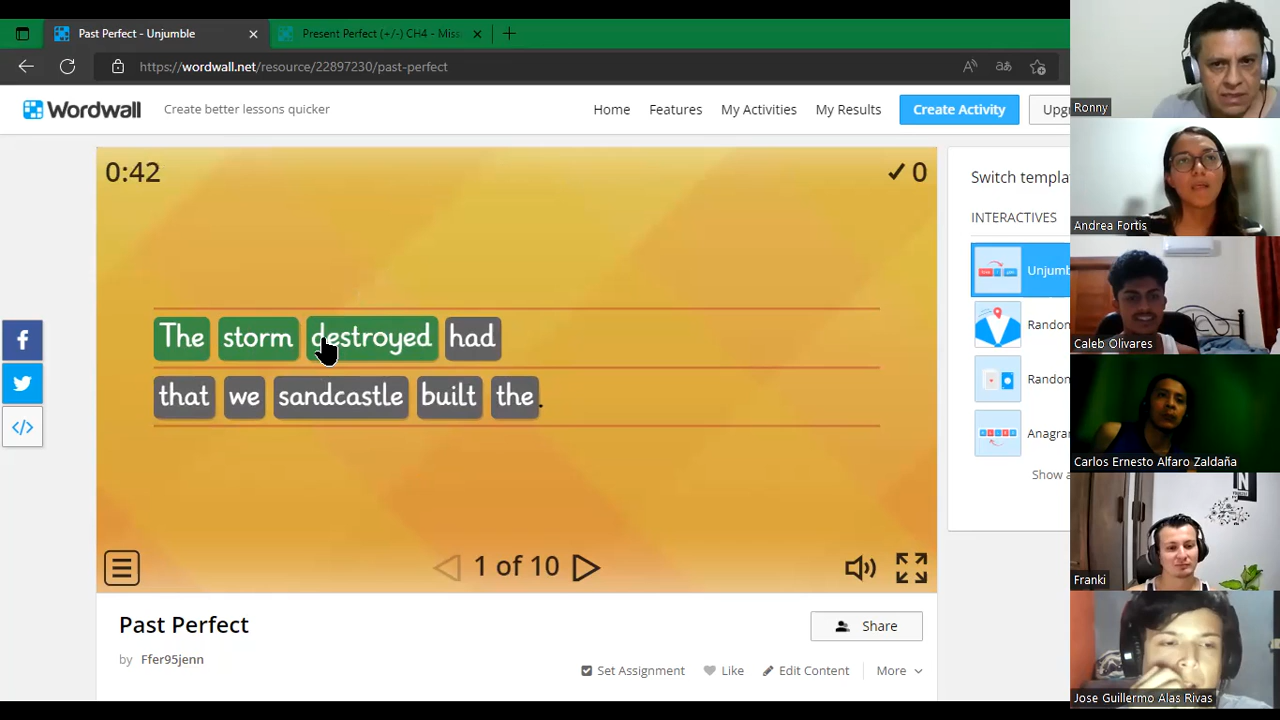 Past Perfect - Unjumble
Present Perfect (+/-) CH4 - Miss
https://wordwall.net/resource/22897230/past-perfect
Wordwall
Create better lessons quicker
Home Features My Activities My Results Create Activity Upg
0:42
✓ 0
Switch templa
INTERACTIVES
Unjumb
Random
Random
Anagra
Show a
The storm destroyed had
that we sandcastle built the.
1 of 10
Past Perfect
by Ffer95jenn
Share
Set Assignment Like Edit Content More
Ronny
Andrea Fortis
Caleb Olivares
Carlos Ernesto Alfaro Zaldaña
Franki
Jose Guillermo Alas Rivas